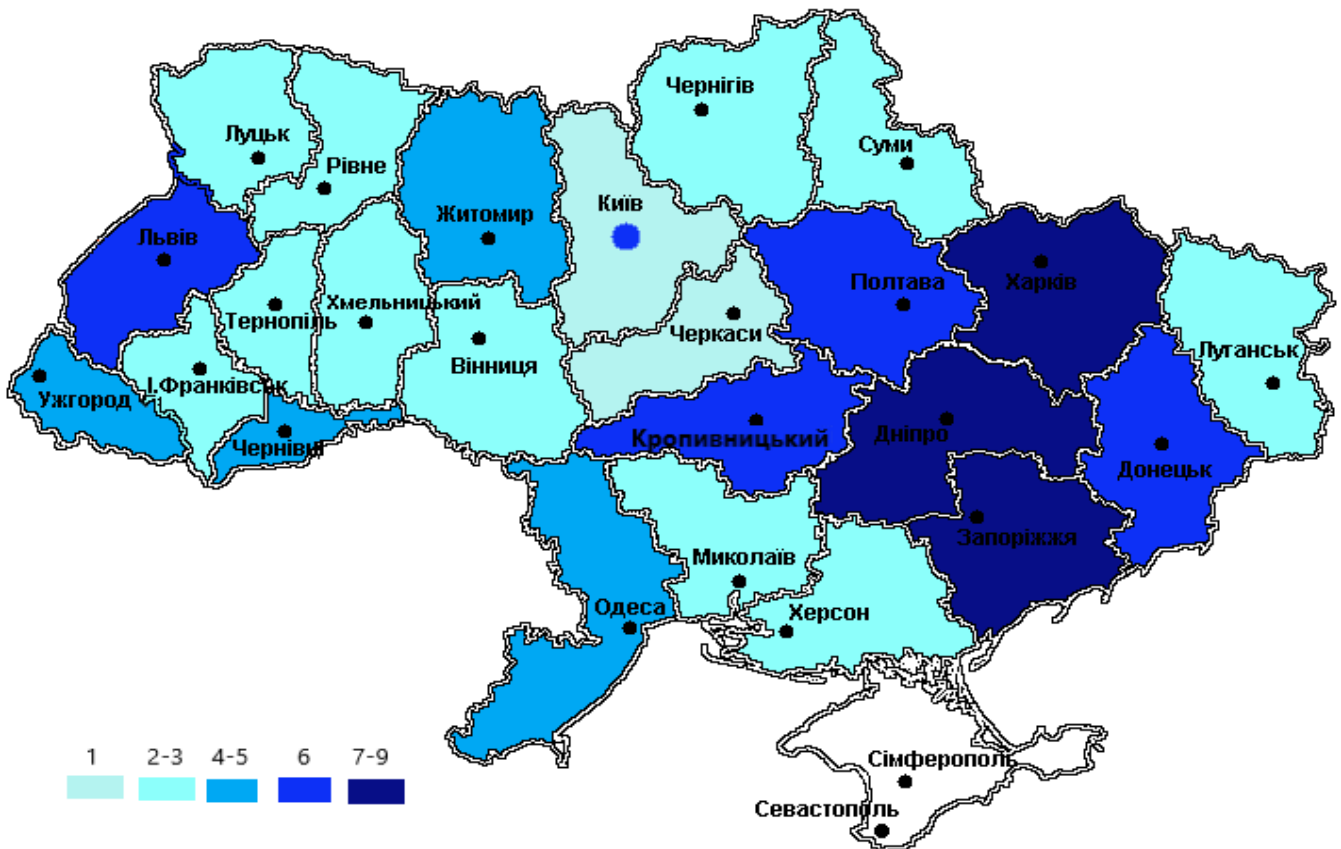 Чернігів
Луцьк
Суми
Рівне
Київ
Житомир
Львів
Харків
Полтава
Хмельницький
Тернопіль
Черкаси
Луганськ
Вінниця
І.Франківськ
Ужгород
Дніпро
Кропивницький
Чернівці
Донецьк
Запоріжжя
Миколаїв
Одеса
Херсон
1 2-3 4-5 6 7-9
Сімферополь
Севастополь